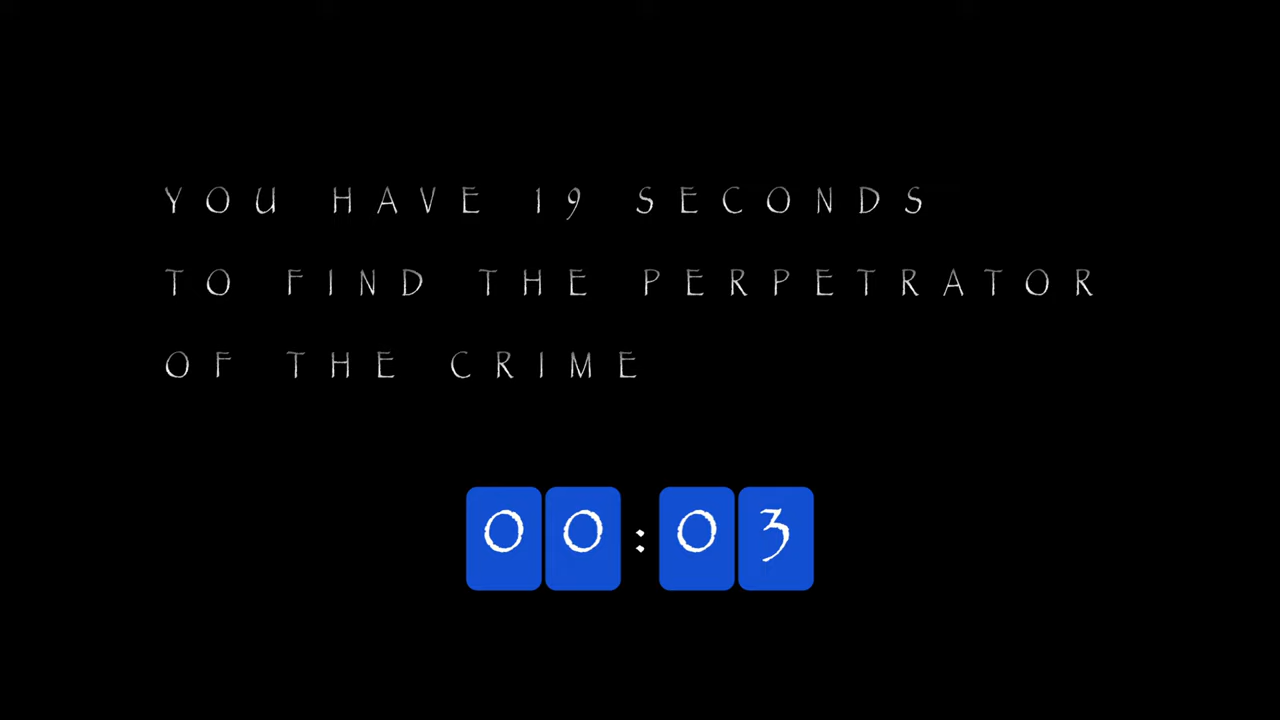 YOU HAVE 19 SECONDS
TO FIND THE PERPETRATOR
OF THE CRIME
00:03